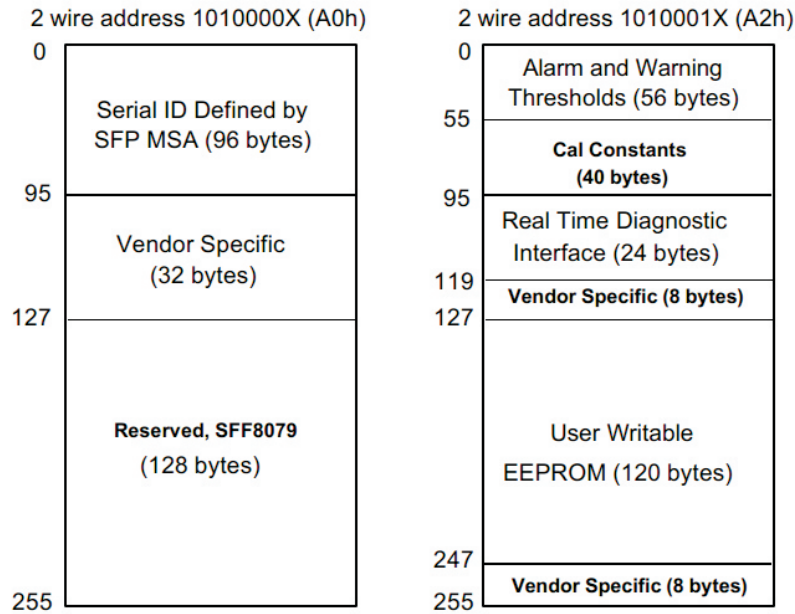 2 wire address 1010000X (A0h)
0
Serial ID Defined by
SFP MSA (96 bytes)
95
Vendor Specific
(32 bytes)
127
Reserved, SFF8079
(128 bytes)
255
2 wire address 1010001X (A2h)
0
Alarm and Warning
Thresholds (56 bytes)
55
Cal Constants
(40 bytes)
95
Real Time Diagnostic
Interface (24 bytes)
119
Vendor Specific (8 bytes)
127
User Writable
EEPROM (120 bytes)
247
Vendor Specific (8 bytes)
255